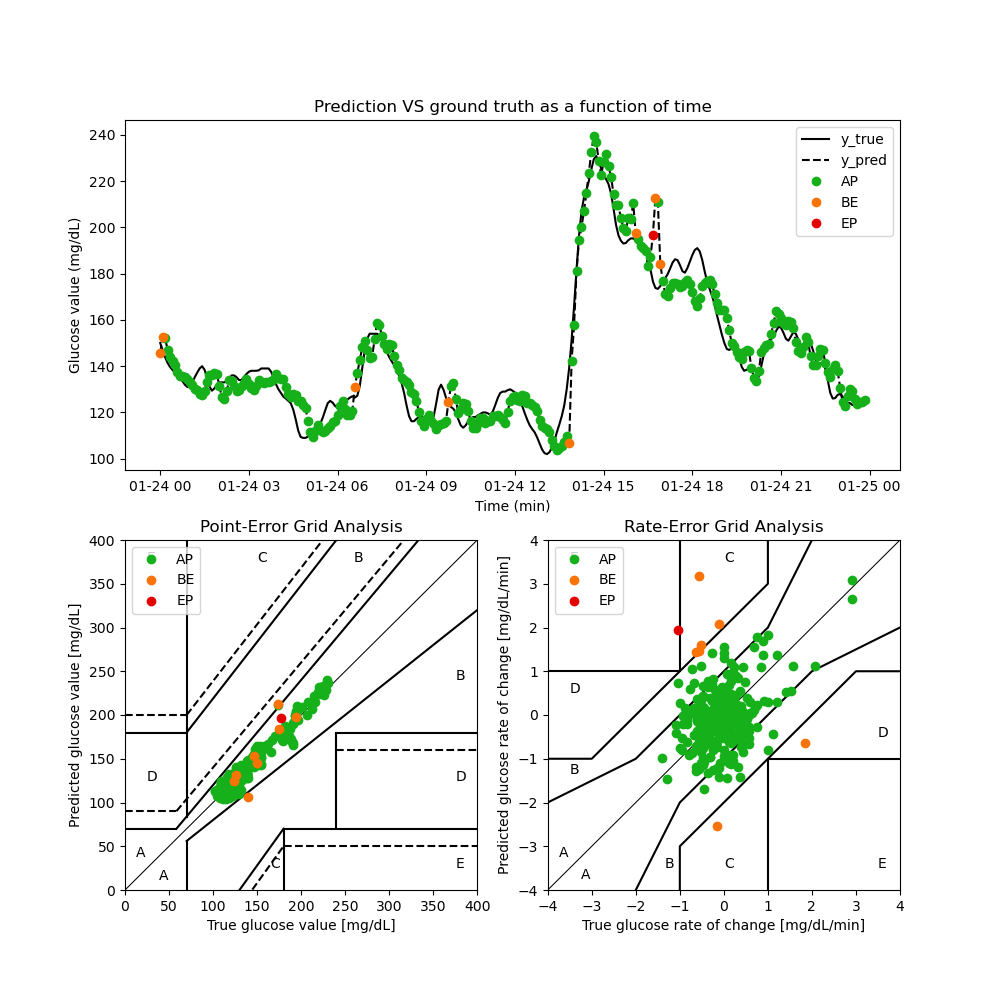 Prediction VS ground truth as a function of time
Glucose value (mg/dL)
240
220
200
180
160
140
120
100
y_true
y_pred
AP
BE
EP
01-24 00 01-24 03 01-24 06 01-24 09 01-24 12 01-24 15 01-24 18 01-24 21 01-25 00
Time (min)
Point-Error Grid Analysis
Predicted glucose value [mg/dL]
400
350
300
250
200
150
100
50
0
AP
BE
EP
C
B
B
D
D
A
A
C
E
0 50 100 150 200 250 300 350 400
True glucose value [mg/dL]
Rate-Error Grid Analysis
Predicted glucose rate of change [mg/dL/min]
4
3
2
1
0
−1
−2
−3
−4
AP
BE
EP
C
D
D
B
A
A
B
C
E
−4 −3 −2 −1 0 1 2 3 4
True glucose rate of change [mg/dL/min]